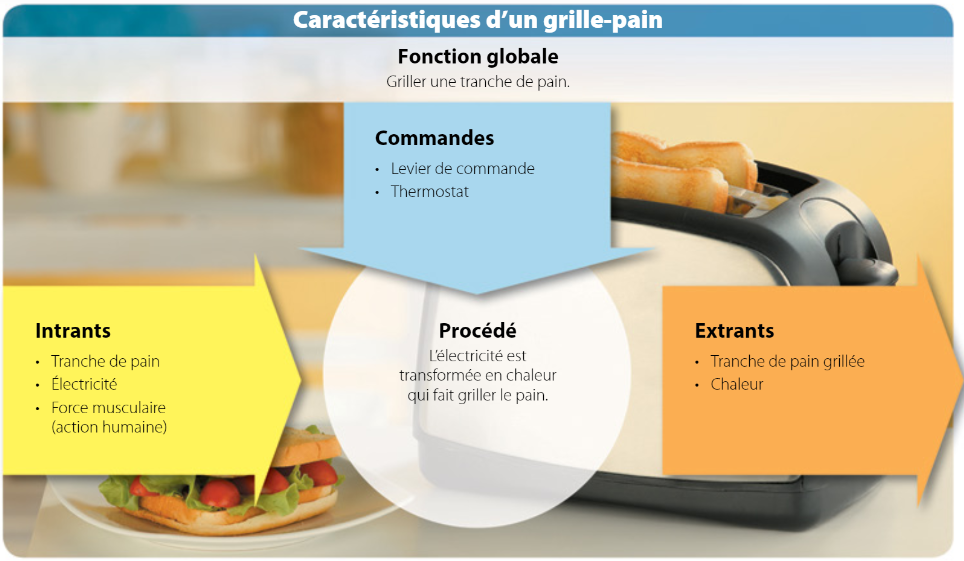 Caractéristiques d'un grille-pain
Fonction globale
Griller une tranche de pain.
Commandes
• Levier de commande
• Thermostat
Intrants
• Tranche de pain
• Électricité
• Force musculaire
(action humaine)
Procédé
L'électricité est
transformée en chaleur
qui fait griller le pain.
Extrants
• Tranche de pain grillée
• Chaleur